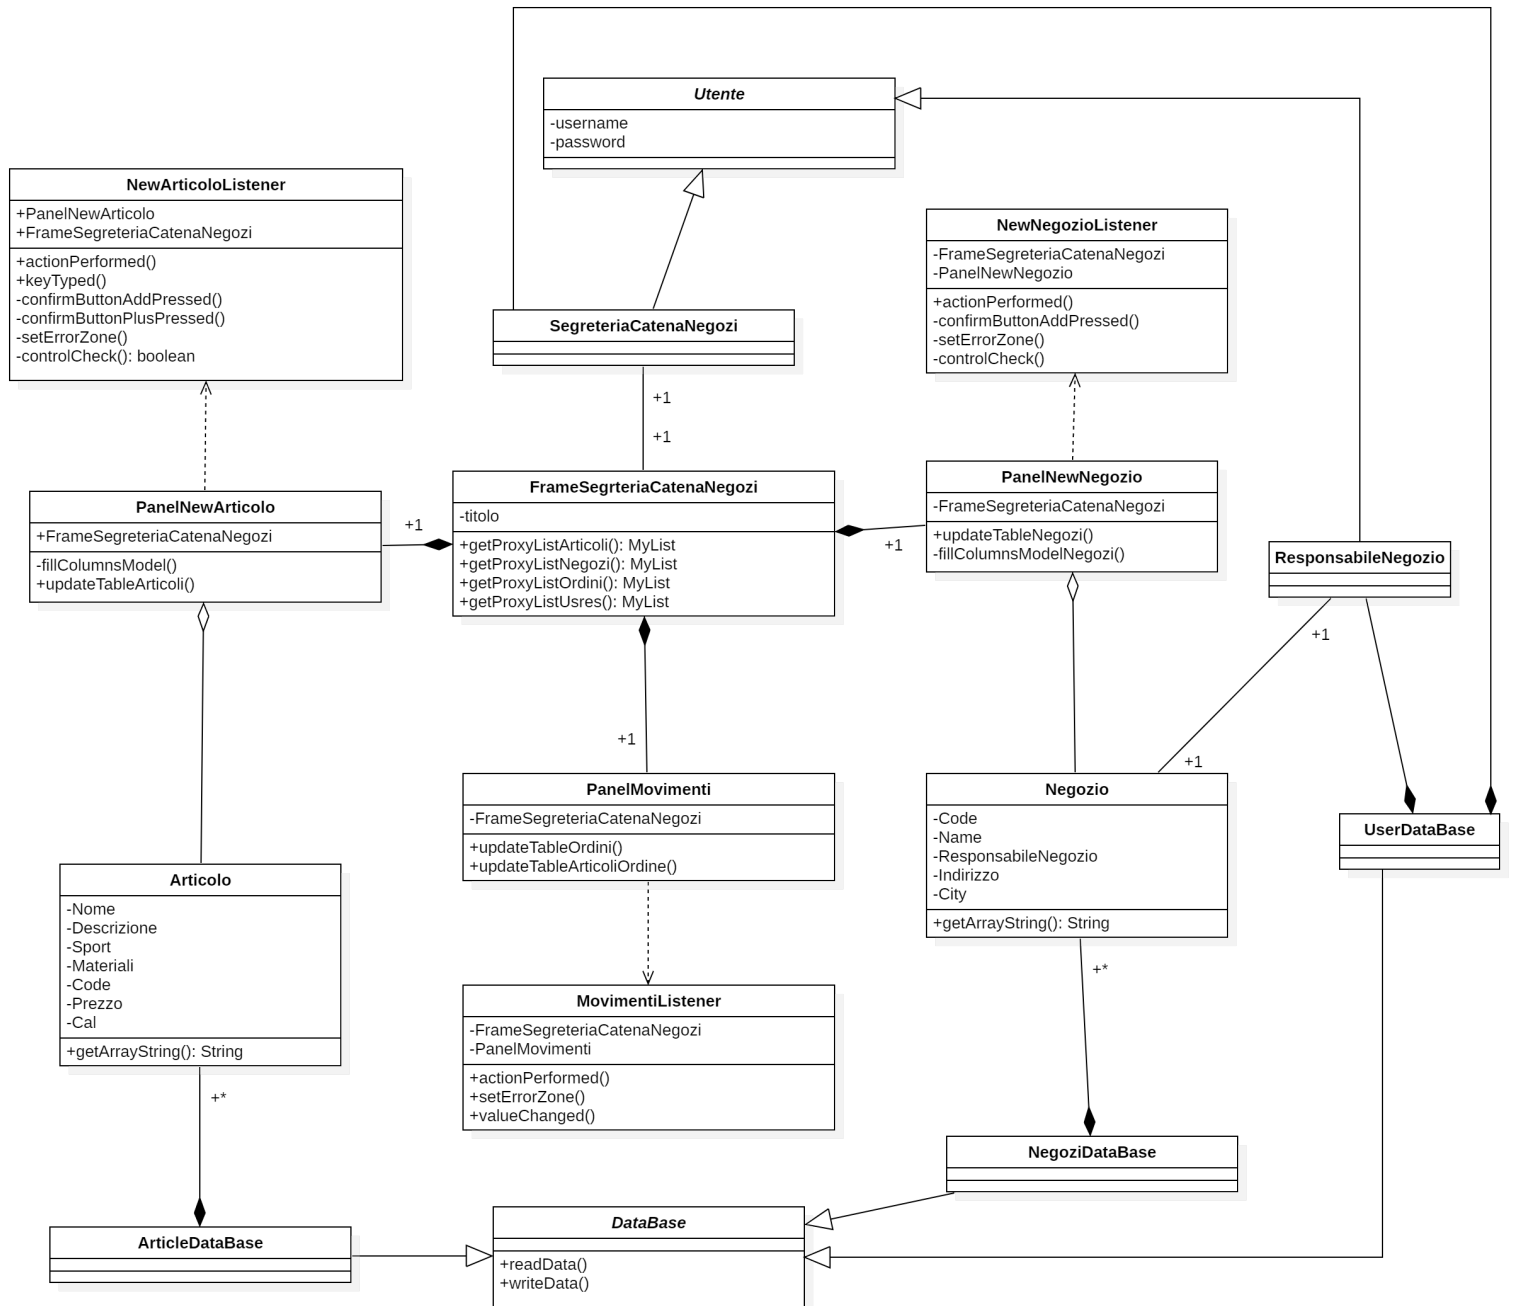 Utente
-username
-password
NewArticoloListener
+PanelNewArticolo
+FrameSegreteriaCatenaNegozi
+actionPerformed()
+keyTyped()
-confirmButtonAddPressed()
-confirmButtonPlusPressed()
-setErrorZone()
-controlCheck(): boolean
NewNegozioListener
-FrameSegreteriaCatenaNegozi
-PanelNewNegozio
+actionPerformed()
-confirmButtonAddPressed()
-setErrorZone()
-controlCheck()
SegreteriaCatenaNegozi
+1
+1
PanelNewArticolo
+FrameSegreteriaCatenaNegozi
-fillColumnsModel()
+updateTableArticoli()
+1
FrameSegrteriaCatenaNegozi
-titolo
+getProxyListArticoli(): MyList
+getProxyListNegozi(): MyList
+getProxyListOrdini(): MyList
+getProxyListUsres(): MyList
+1
PanelNewNegozio
-FrameSegreteriaCatenaNegozi
+updateTableNegozi()
-fillColumnsModelNegozi()
ResponsabileNegozio
+1
+1
+1
PanelMovimenti
-FrameSegreteriaCatenaNegozi
+updateTableOrdini()
+updateTableArticoliOrdine()
Negozio
-Code
-Name
-ResponsabileNegozio
-Indirizzo
-City
+getArrayString(): String
UserDataBase
Articolo
-Nome
-Descrizione
-Sport
-Materiali
-Code
-Prezzo
-Cal
+getArrayString(): String
+*
MovimentiListener
-FrameSegreteriaCatenaNegozi
-PanelMovimenti
+actionPerformed()
+setErrorZone()
+valueChanged()
+*
NegoziDataBase
ArticleDataBase
DataBase
+readData()
+writeData()